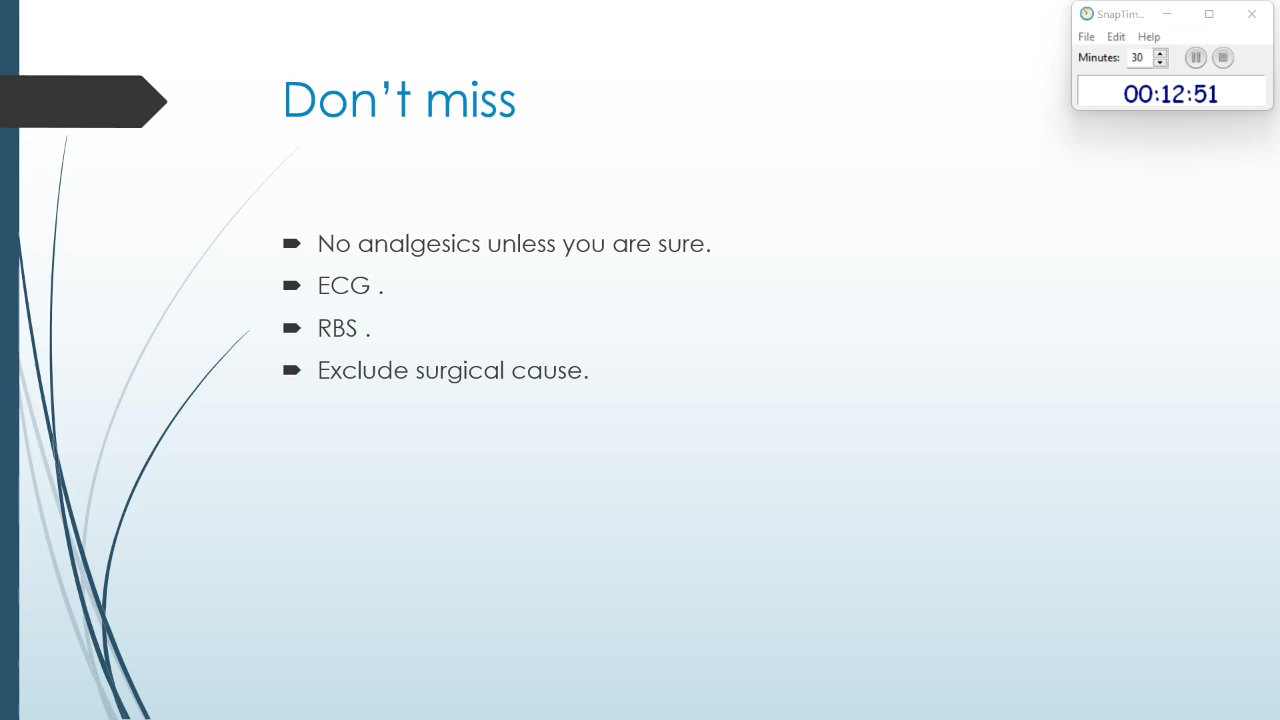 SnapTim...
File Edit Help
Minutes: 30
00:12:51
Don’t miss
No analgesics unless you are sure.
ECG .
RBS .
Exclude surgical cause.